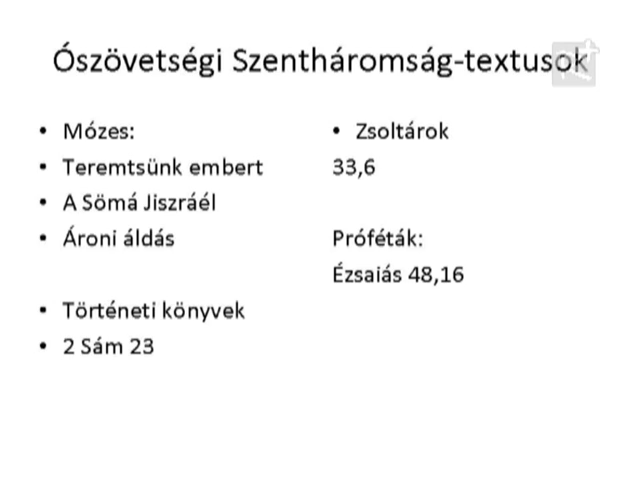 Ószövetségi Szentháromság-textusok
• Mózes:
• Teremtsünk embert
• A Sömá Jiszráél
• Ároni áldás
• Történeti könyvek
• 2 Sám 23
• Zsoltárok
33,6
Próféták:
Ézsaiás 48,16